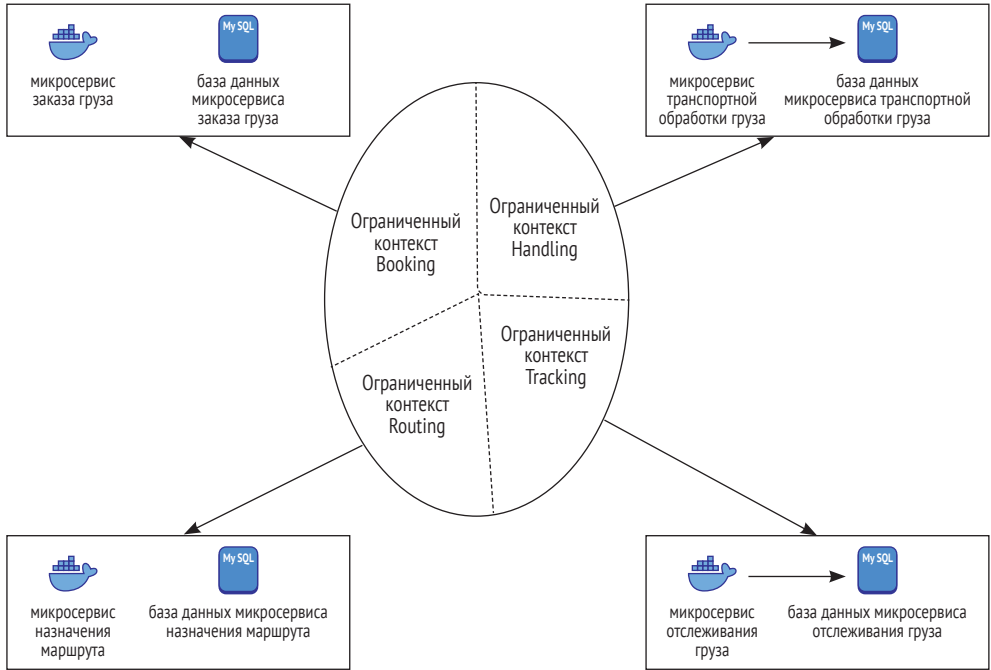 My SQL
микросервис
заказа груза
база данных
микросервиса
заказа груза
My SQL
микросервис
транспортной
обработки груза
база данных
микросервиса транспортной
обработки груза
Ограниченный
контекст
Booking
Ограниченный
контекст
Handling
Ограниченный
контекст
Routing
Ограниченный
контекст
Tracking
My SQL
микросервис
назначения
маршрута
база данных микросервиса
назначения маршрута
My SQL
микросервис
отслеживания
груза
база данных микросервиса
отслеживания груза